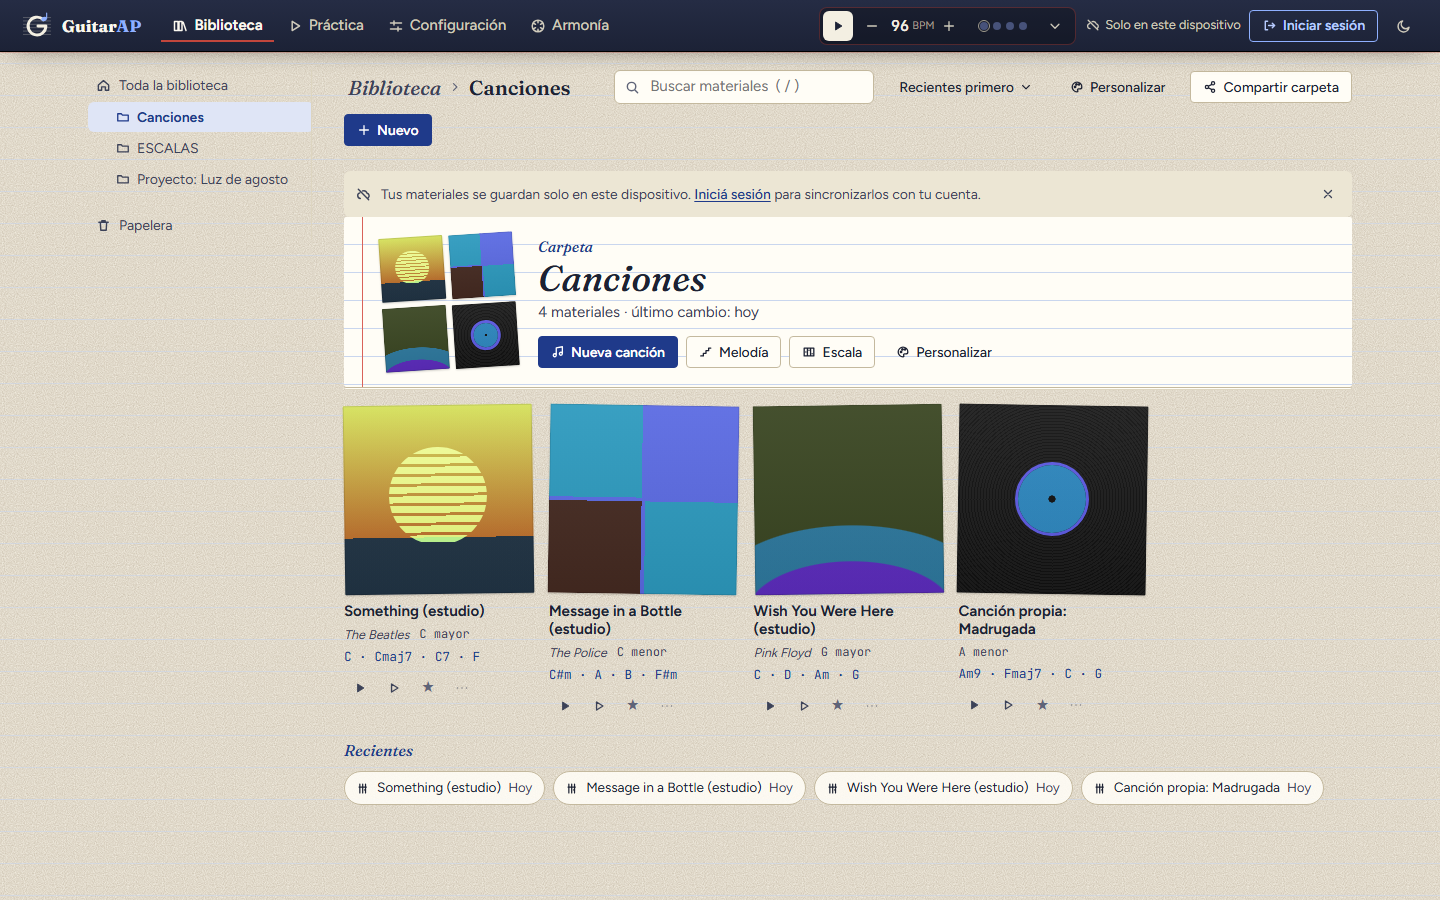 GuitarAP
Biblioteca
Práctica
Configuración
Armonía
96 BPM
Solo en este dispositivo
Iniciar sesión
Toda la biblioteca
Canciones
ESCALAS
Proyecto: Luz de agosto
Papelera
Biblioteca › Canciones
Buscar materiales ( / )
Recientes primero
Personalizar
Compartir carpeta
+ Nuevo
Tus materiales se guardan solo en este dispositivo. Iniciá sesión para sincronizarlos con tu cuenta.
Carpeta
Canciones
4 materiales · último cambio: hoy
Nueva canción
Melodía
Escala
Personalizar
Something (estudio)
The Beatles C mayor
C · Cmaj7 · C7 · F
Message in a Bottle
(estudio)
The Police C menor
C#m · A · B · F#m
Wish You Were Here
(estudio)
Pink Floyd G mayor
C · D · Am · G
Canción propia:
Madrugada
A menor
Am9 · Fmaj7 · C · G
Recientes
Something (estudio) Hoy
Message in a Bottle (estudio) Hoy
Wish You Were Here (estudio) Hoy
Canción propia: Madrugada Hoy